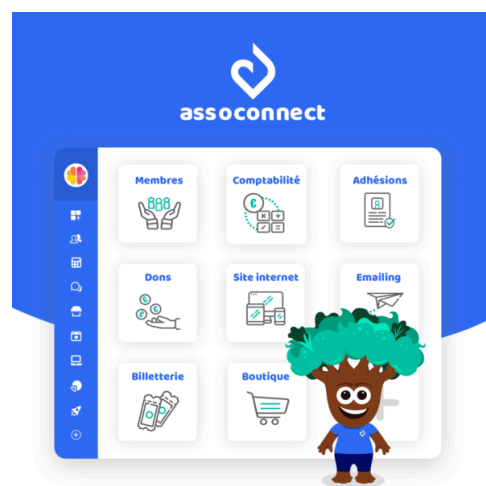 assoconnect
Membres
Comptabilité
Adhésions
Dons
Site internet
Emailing
Billetterie
Boutique